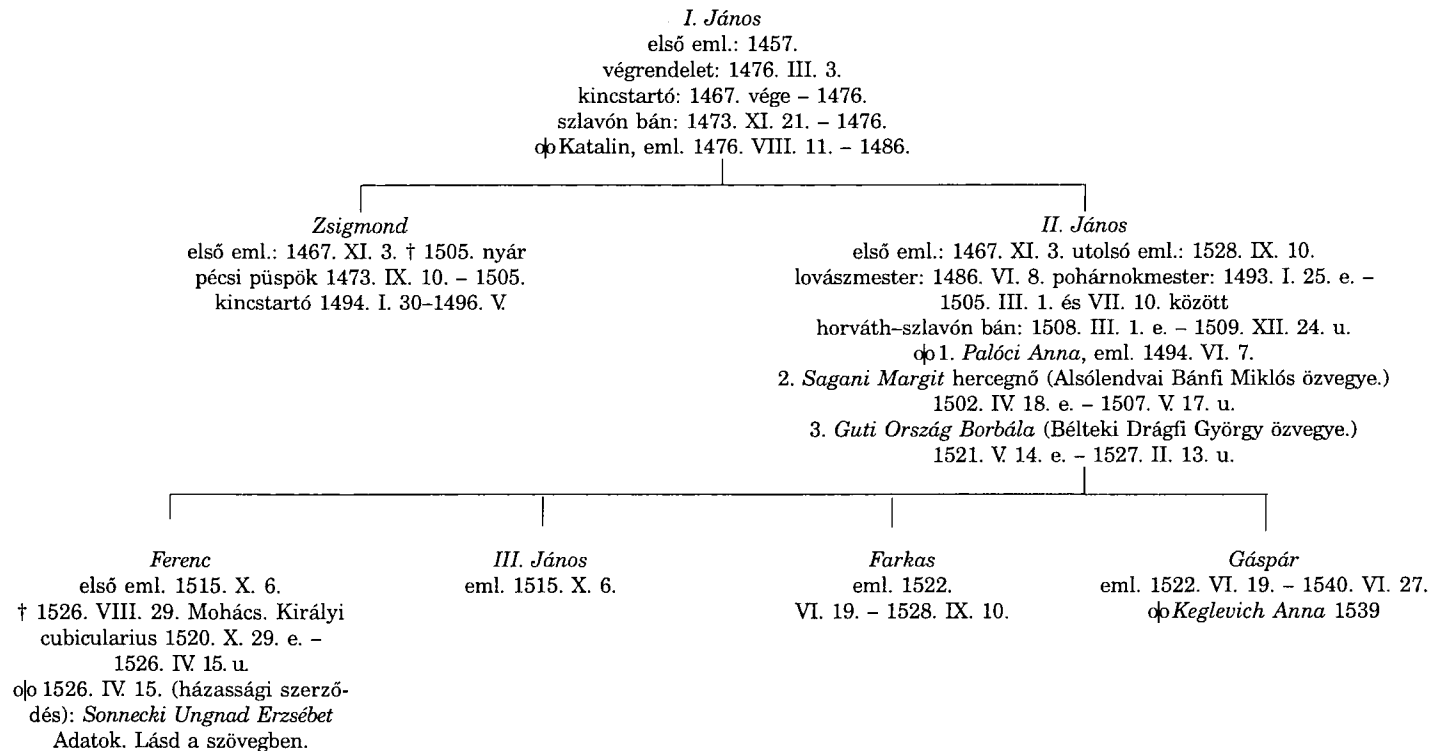 I. János
első eml.: 1457.
végrendelet: 1476. III. 3.
kincstartó: 1467. vége – 1476.
szlavón bán: 1473. XI. 21. – 1476.
o|o Katalin, eml. 1476. VIII. 11. – 1486.
Zsigmond
első eml.: 1467. XI. 3. † 1505. nyár
pécsi püspök 1473. IX. 10. – 1505.
kincstartó 1494. I. 30–1496. V.
II. János
első eml.: 1467. XI. 3. utolsó eml.: 1528. IX. 10.
lovászmester: 1486. VI. 8. pohárnokmester: 1493. I. 25. e. –
1505. III. 1. és VII. 10. között
horváth–szlavón bán: 1508. III. 1. e. – 1509. XII. 24. u.
o|o 1. Palóci Anna, eml. 1494. VI. 7.
2. Sagani Margit hercegnő (Alsólendvai Bánfi Miklós özvegye.)
1502. IV. 18. e. – 1507. V. 17. u.
3. Guti Ország Borbála (Bélteki Drágfi György özvegye.)
1521. V. 14. e. – 1527. II. 13. u.
Ferenc
első eml. 1515. X. 6.
† 1526. VIII. 29. Mohács. Királyi
cubicularius 1520. X. 29. e. –
1526. IV. 15. u.
o|o 1526. IV. 15. (házassági szerző-
dés): Sonnecki Ungnad Erzsébet
Adatok. Lásd a szövegben.
III. János
eml. 1515. X. 6.
Farkas
eml. 1522.
VI. 19. – 1528. IX. 10.
Gáspár
eml. 1522. VI. 19. – 1540. VI. 27.
o|o Keglevich Anna 1539